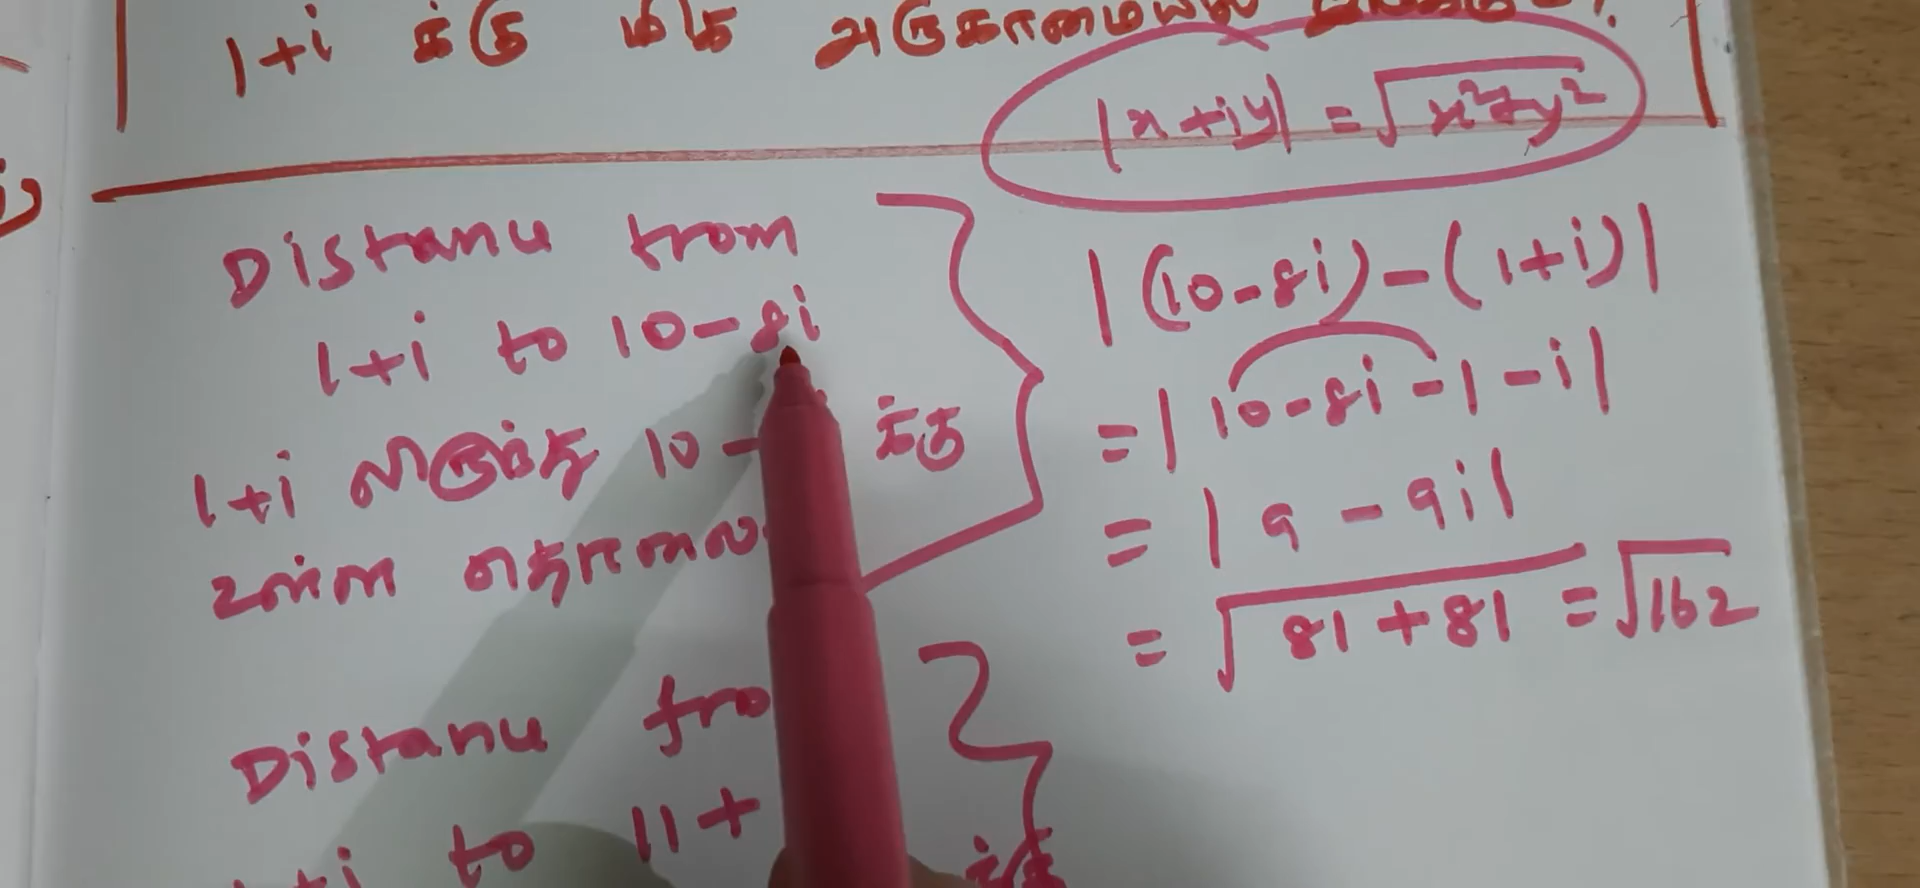 1+i க்கு மிக அருகாமையில்
|x+iy| = √x²+y²
Distance from
1+i to 10-8i
1+i லிருந்து 10 - க்கு
உள்ள தொலை
Distance fro
+i to 11+
|(10-8i)-(1+i)|
=|10-8i-1-i|
=|9-9i|
=√81+81 =√162